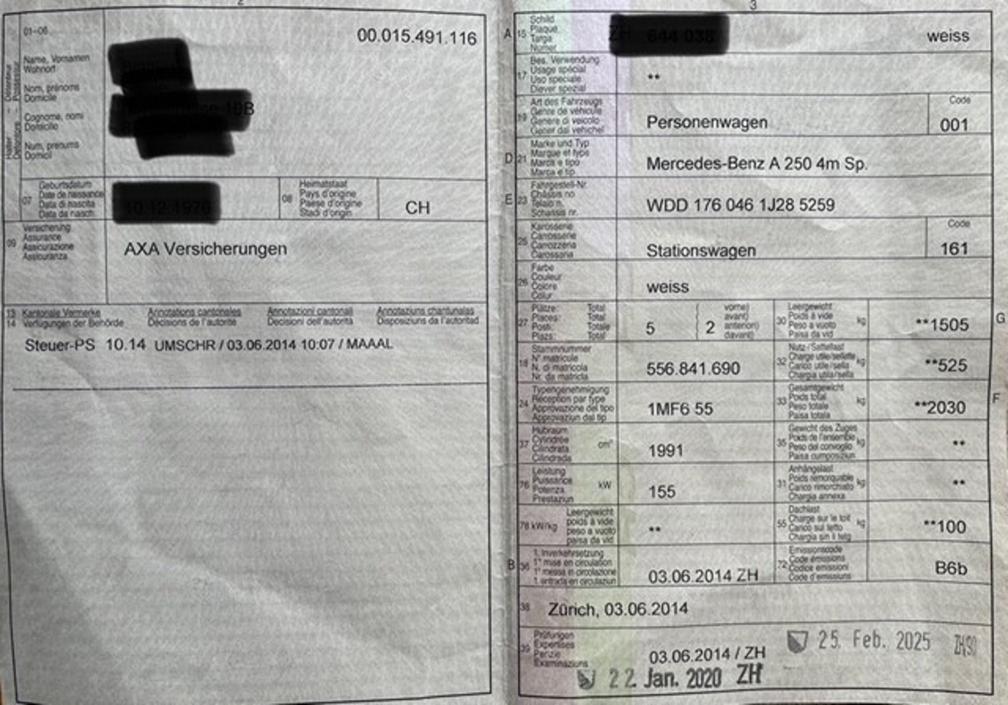 2
01-06
00.015.491.116
Name, Vornamen
Wohnort
Nom, prénoms
Domicile
Cognome, nomi
Domicilio
Num, prenums
Domicil
07
Geburtsdatum
Date de naissance
Data di nascita
Data da nasch.
08
Heimatstaat
Pays d'origine
Paese d'origine
Stadi d'origin
CH
09
Versicherung
Assurance
Assicurazione
Assicuranza
AXA Versicherungen
13 Kantonale Vermerke Annotations cantonales Annotazioni cantonali Annotaziuns chantunalas
14 Verfügungen der Behörde Décisions de l'autorité Decisioni dell'autorità Disposiziuns da l'autoritad
Steuer-PS 10.14 UMSCHR / 03.06.2014 10:07 / MAAAL
3
A 15
Schild
Plaque
Targa
Numer
weiss
17
Bes. Verwendung
Usage spécial
Uso speciale
Diever spezial
**
19
Art des Fahrzeugs
Genre de véhicule
Genere di veicolo
Gener dal vehichel
Personenwagen
Code
001
D 21
Marke und Typ
Marque et type
Marca e tipo
Marca e tip
Mercedes-Benz A 250 4m Sp.
E 23
Fahrgestell-Nr.
Châssis no
Telaio n.
Schassis nr.
WDD 176 046 1J28 5259
25
Karosserie
Carrosserie
Carrozzeria
Carossaria
Stationswagen
Code
161
26
Farbe
Couleur
Colore
Colur
weiss
27
Plätze: Total (vorne)
Places: Total avant)
Posti: Totale anteriori)
Plazs: Total davant)
5 2
30
Leergewicht
Poids à vide
Peso a vuoto
Paisa da vid
kg
**1505
G
18
Stammnummer
N° matricule
N. di matricola
Nr. da matricla
556.841.690
32
Nutz-/Sattellast
Charge utile/sellette
Carico utile/sella
Chargia utila/sella
kg
**525
24
Typengenehmigung
Réception par type
Approvazione del tipo
Approvaziun dal tip
1MF6 55
33
Gesamtgewicht
Poids total
Peso totale
Paisa totala
kg
**2030
F
37
Hubraum
Cylindrée
Cilindrata
Cilindrada
cm³
1991
35
Gewicht des Zuges
Poids de l'ensemble
Peso del convoglio
Paisa cumposiziun
kg
**
76
Leistung
Puissance
Potenza
Prestaziun
kW
155
31
Anhängelast
Poids remorquable
Carico rimorchiato
Chargia annexa
kg
**
78 kW/kg
Leergewicht
poids à vide
peso a vuoto
paisa da vid
**
55
Dachlast
Charge sur le toit
Carico sul tetto
Chargia sin il tetg
kg
**100
B 36
1. Inverkehrsetzung
1re mise en circulation
1a messa in circolazione
1. entrada en circulaziun
03.06.2014 ZH
72
Emissionscode
Code émissions
Codice emissioni
Code d'emissiuns
B6b
38
Zürich, 03.06.2014
39
Prüfungen
Expertises
Perizie
Examinaziuns
03.06.2014 / ZH
25. Feb. 2025
22. Jan. 2020 ZH